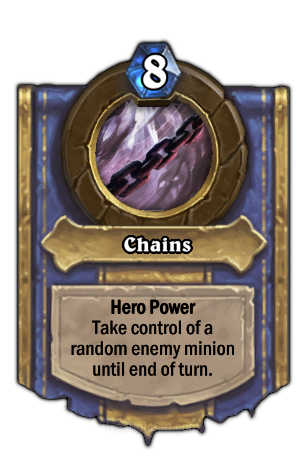 8
Chains
Hero Power
Take control of a
random enemy minion
until end of turn.